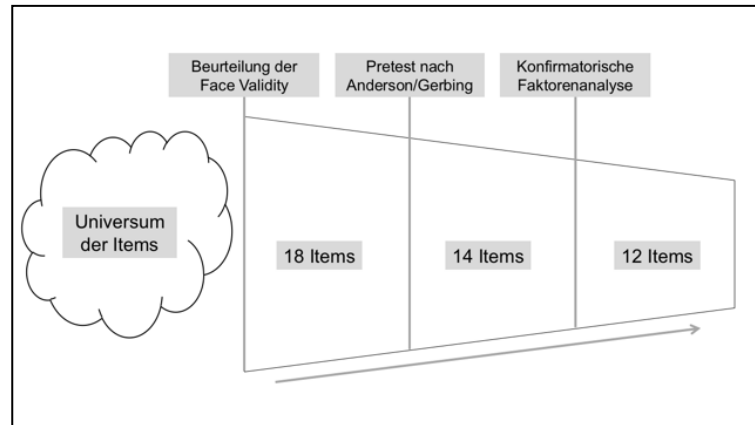 Beurteilung der
Face Validity
Pretest nach
Anderson/Gerbing
Konfirmatorische
Faktorenanalyse
Universum
der Items
18 Items
14 Items
12 Items